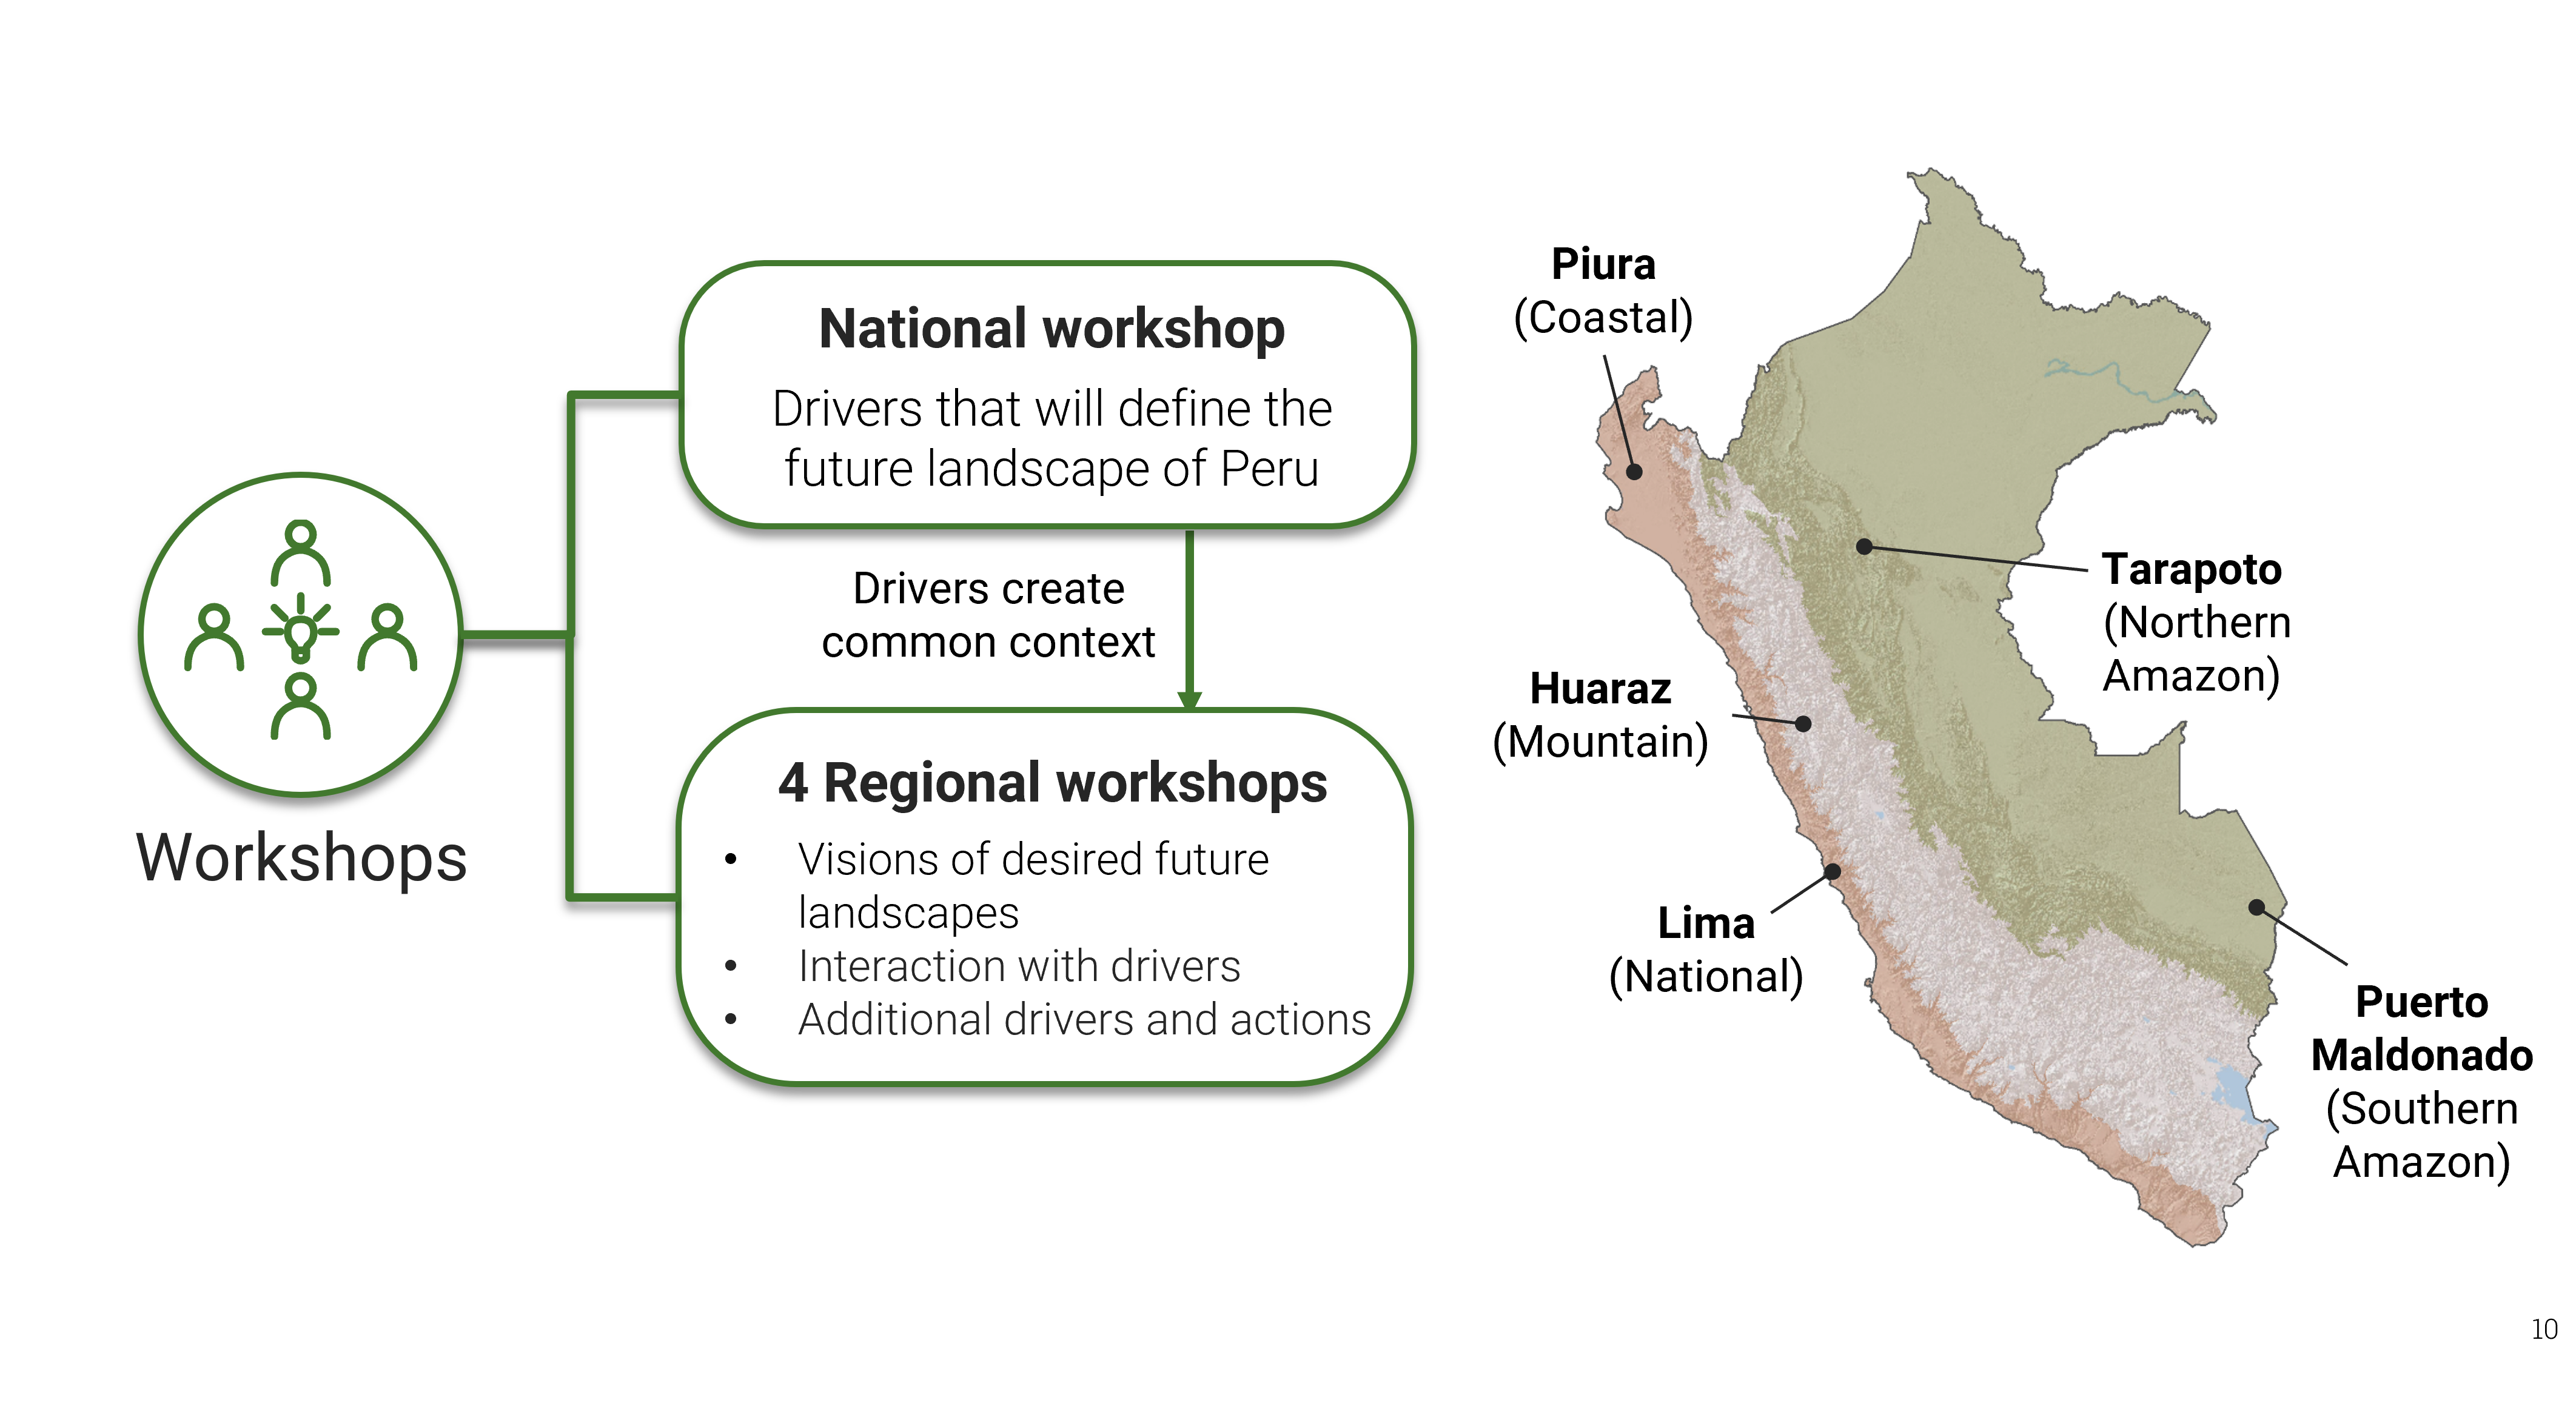 Workshops
National workshop
Drivers that will define the
future landscape of Peru
Drivers create
common context
4 Regional workshops
• Visions of desired future
landscapes
• Interaction with drivers
• Additional drivers and actions
Piura
(Coastal)
Tarapoto
(Northern
Amazon)
Huaraz
(Mountain)
Lima
(National)
Puerto
Maldonado
(Southern
Amazon)
10